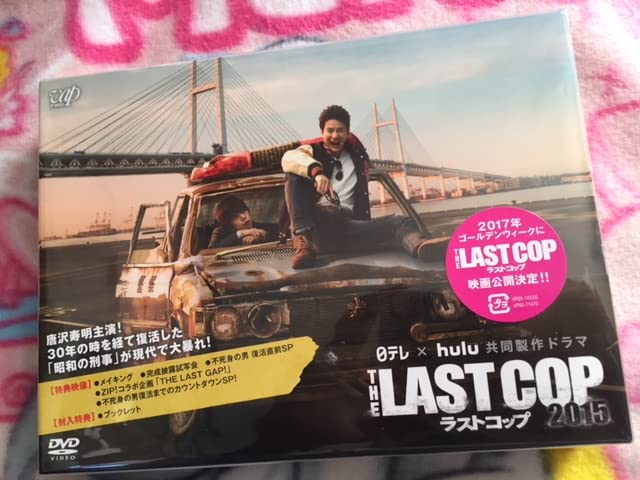 vap
2017年
ゴールデンウィークに
THE LAST COP
ラストコップ
映画公開決定!!
唐沢寿明主演!
30年の時を経て復活した
「昭和の刑事」が現代で大暴れ!
【特典映像】●メイキング ●完成披露試写会 ●不死身の男 復活直前SP
●ZIP!コラボ企画「THE LAST GAP!」
●不死身の男復活までのカウントダウンSP!
【封入特典】●ブックレット
日テレ × hulu 共同製作ドラマ
THE LAST COP
ラストコップ 2015
DVD
VIDEO